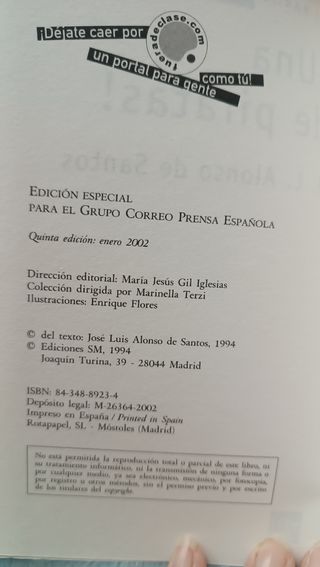 ¡Déjate caer por
fueradeclase.com
un portal para gente
como tú!
EDICIÓN ESPECIAL
PARA EL GRUPO CORREO PRENSA ESPAÑOLA
Quinta edición: enero 2002
Dirección editorial: María Jesús Gil Iglesias
Colección dirigida por Marinella Terzi
Ilustraciones: Enrique Flores
© del texto: José Luis Alonso de Santos, 1994
© Ediciones SM, 1994
Joaquín Turina, 39 - 28044 Madrid
ISBN: 84-348-8923-4
Depósito legal: M-26364-2002
Impreso en España / Printed in Spain
Rotapapel, SL - Móstoles (Madrid)
No está permitida la reproducción total o parcial de este libro, ni
su tratamiento informático, ni la transmisión de ninguna forma o
por cualquier medio, ya sea electrónico, mecánico, por fotocopia,
por registro u otros métodos, sin el permiso previo y por escrito
de los titulares del copyright.